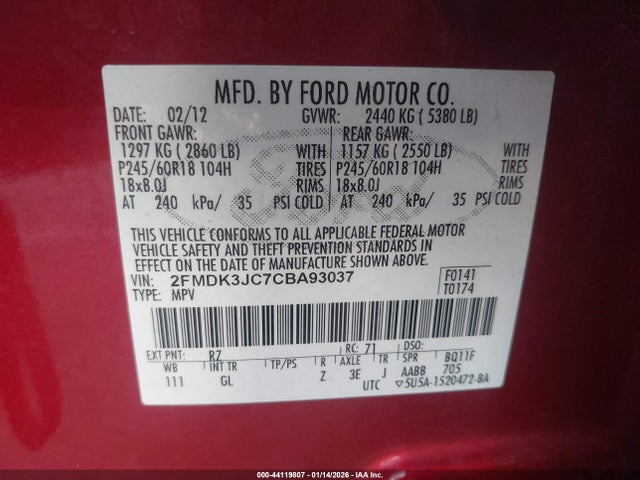 MFD. BY FORD MOTOR CO.
DATE: 02/12 GVWR: 2440 KG ( 5380 LB)
FRONT GAWR: REAR GAWR:
1297 KG ( 2860 LB) WITH 1157 KG ( 2550 LB) WITH
P245/60R18 104H TIRES P245/60R18 104H TIRES
18x8.0J RIMS 18x8.0J RIMS
AT 240 kPa/ 35 PSI COLD AT 240 kPa/ 35 PSI COLD
THIS VEHICLE CONFORMS TO ALL APPLICABLE FEDERAL MOTOR
VEHICLE SAFETY AND THEFT PREVENTION STANDARDS IN
EFFECT ON THE DATE OF MANUFACTURE SHOWN ABOVE.
VIN: 2FMDK3JC7CBA93037 F0141
TYPE: MPV T0174
EXT PNT: RZ RC: 71 DSO:
WB INT TR TP/PS R AXLE TR SPR BQ11F
111 GL Z 3E J AABB 705
UTC ▽5U5A-1520472-BA
000-44119807 - 01/14/2026 - IAAI.COM